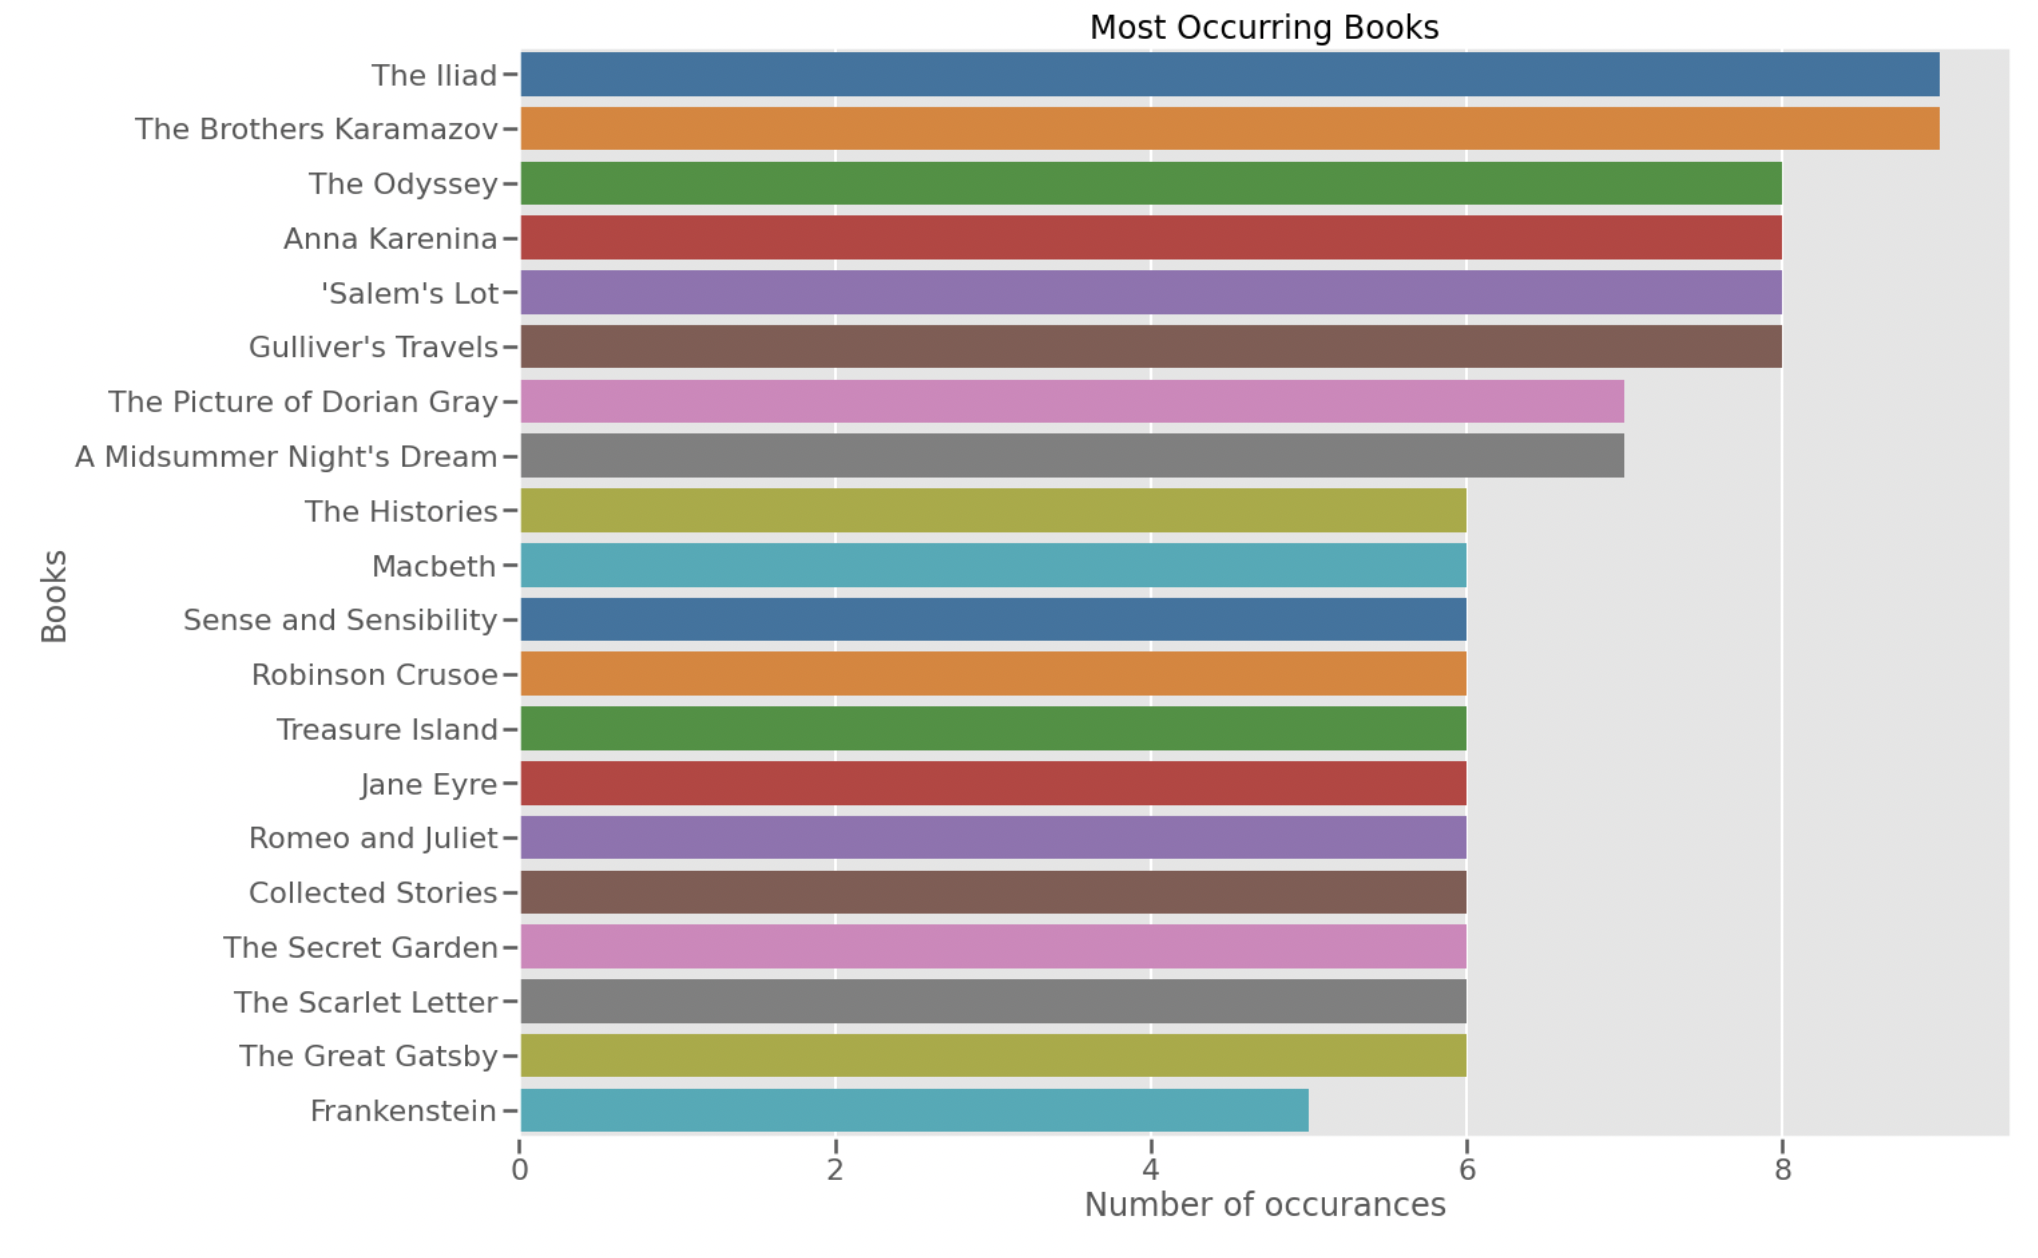 Most Occurring Books
The Iliad
The Brothers Karamazov
The Odyssey
Anna Karenina
'Salem's Lot
Gulliver's Travels
The Picture of Dorian Gray
A Midsummer Night's Dream
The Histories
Macbeth
Sense and Sensibility
Robinson Crusoe
Treasure Island
Jane Eyre
Romeo and Juliet
Collected Stories
The Secret Garden
The Scarlet Letter
The Great Gatsby
Frankenstein
Books
0 2 4 6 8
Number of occurances